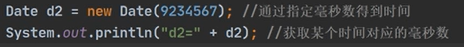 Date d2 = new Date(9234567); //通过指定毫秒数得到时间
System.out.println("d2=" + d2); //获取某个时间对应的毫秒数